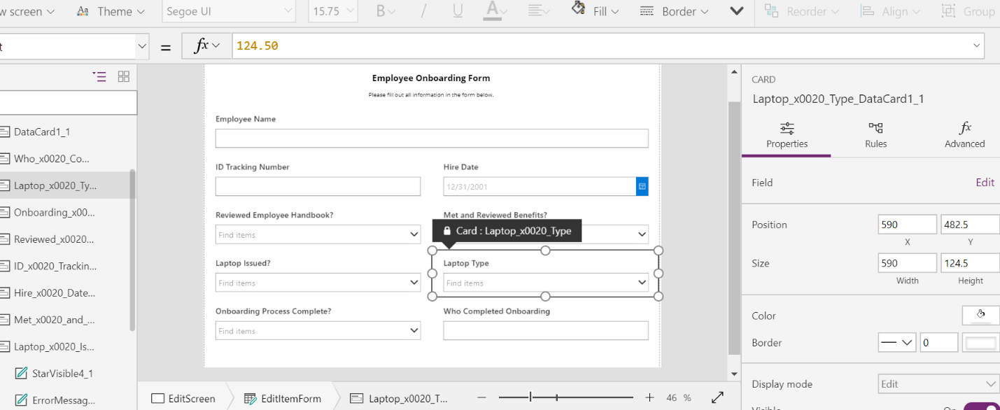 w screen Theme Segoe UI 15.75 B / U A Fill Border Reorder Align Group
t = fx 124.50
DataCard1_1
Who_x0020_Co...
Laptop_x0020_Ty...
Onboarding_x00...
Reviewed_x0020...
ID_x0020_Trackin...
Hire_x0020_Date...
Met_x0020_and_...
Laptop_x0020_Is...
StarVisible4_1
ErrorMessag...
Employee Onboarding Form
Please fill out all information in the form below.
Employee Name
ID Tracking Number Hire Date
12/31/2001
Reviewed Employee Handbook? Met and Reviewed Benefits?
Find items
Card : Laptop_x0020_Type
Laptop Issued? Laptop Type
Find items Find items
Onboarding Process Complete? Who Completed Onboarding
Find items
EditScreen EditItemForm Laptop_x0020_T... 46 %
CARD
Laptop_x0020_Type_DataCard1_1
Properties Rules Advanced
Field Edit
Position 590 482.5
X Y
Size 590 124.5
Width Height
Color
Border 0
Display mode Edit
Visible On